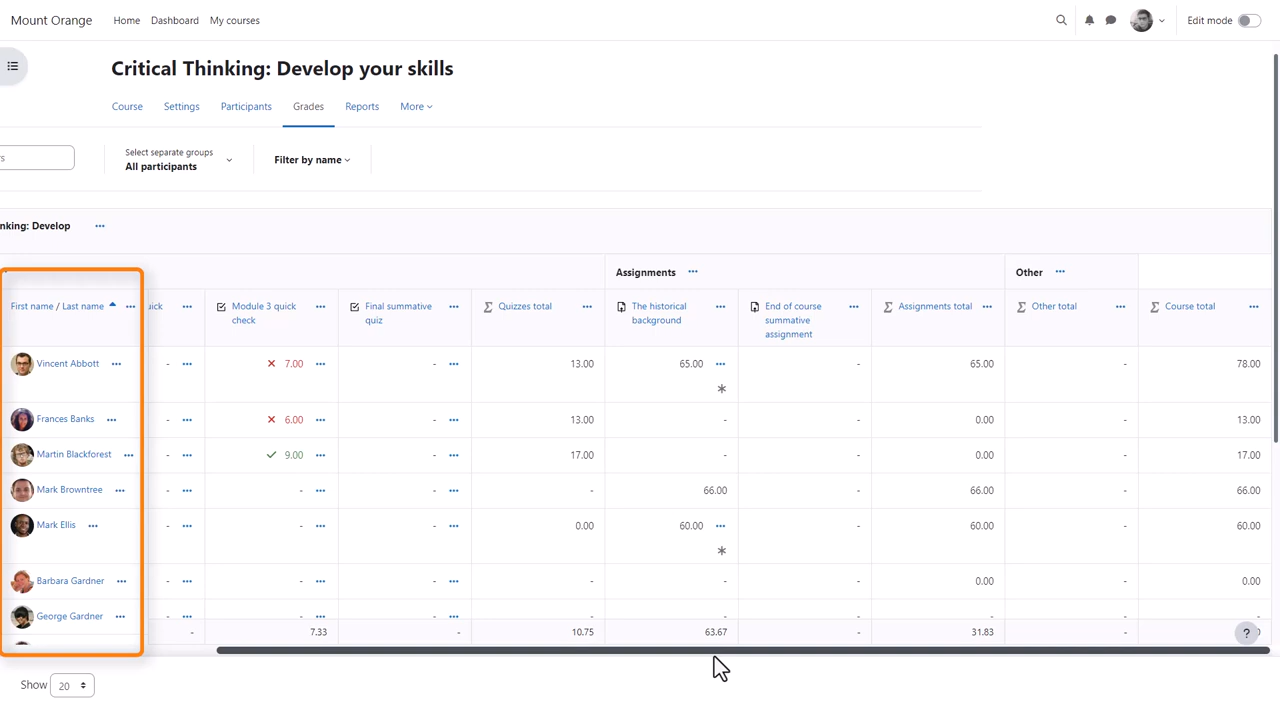 Mount Orange Home Dashboard My courses Edit mode
Critical Thinking: Develop your skills
Course Settings Participants Grades Reports More
Select separate groups
All participants
Filter by name
nking: Develop
Assignments Other
First name / Last name
uick
Module 3 quick
check
Final summative
quiz
Quizzes total
The historical
background
End of course
summative
assignment
Assignments total
Other total
Course total
Vincent Abbott - 7.00 - 13.00 65.00 - 65.00 - 78.00
Frances Banks - 6.00 - 13.00 - - 0.00 - 13.00
Martin Blackforest - 9.00 - 17.00 - - 0.00 - 17.00
Mark Browntree - - - - 66.00 - 66.00 - 66.00
Mark Ellis - - - 0.00 60.00 - 60.00 - 60.00
Barbara Gardner - - - - - - 0.00 - 0.00
George Gardner - - - - - - - - -
- 7.33 - 10.75 63.67 - 31.83 -
?
Show 20